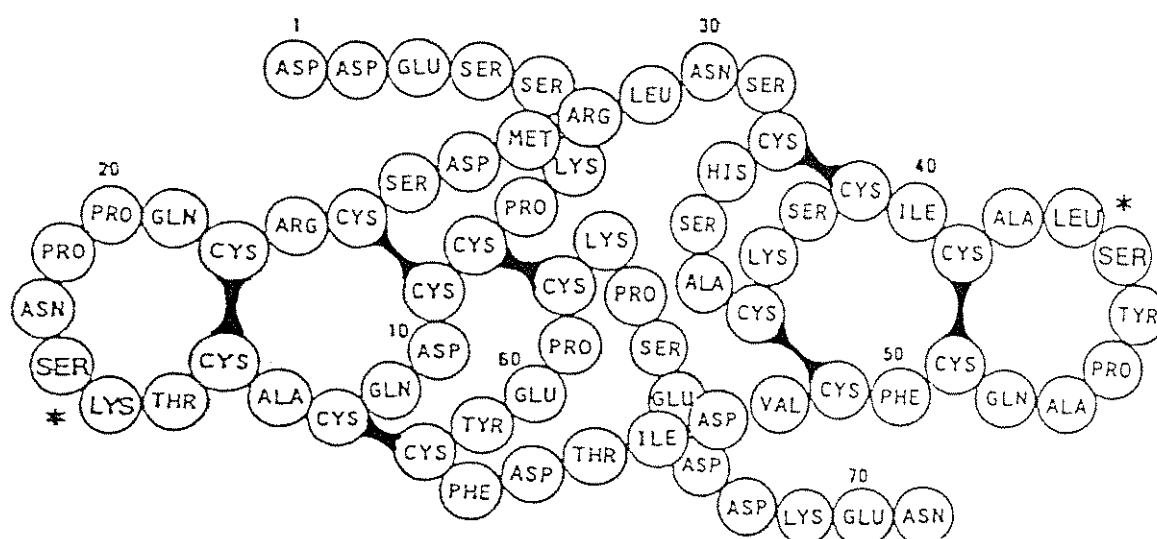 1
ASP ASP GLU SER SER LYS PRO CYS CYS
10
ASP GLN CYS ALA CYS THR LYS SER
*
ASN PRO
20
PRO GLN CYS ARG CYS SER ASP MET ARG LEU
30
ASN SER CYS HIS SER ALA CYS LYS SER CYS
40
ILE CYS ALA LEU
*
SER TYR PRO ALA GLN CYS
50
PHE CYS VAL ASP ILE THR ASP PHE CYS TYR
60
GLU PRO CYS LYS PRO SER GLU ASP ASP LYS
70
GLU ASN